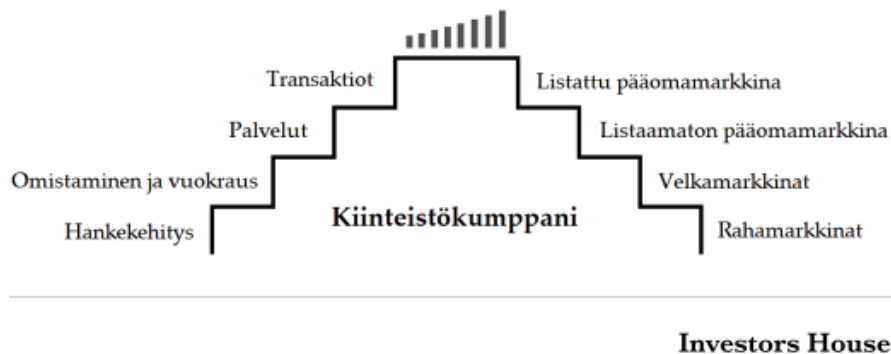 Transaktiot
Listattu pääomamarkkina
Palvelut
Listaamaton pääomamarkkina
Omistaminen ja vuokraus
Velkamarkkinat
Kiinteistökumppani
Hankekehitys
Rahamarkkinat
Investors House